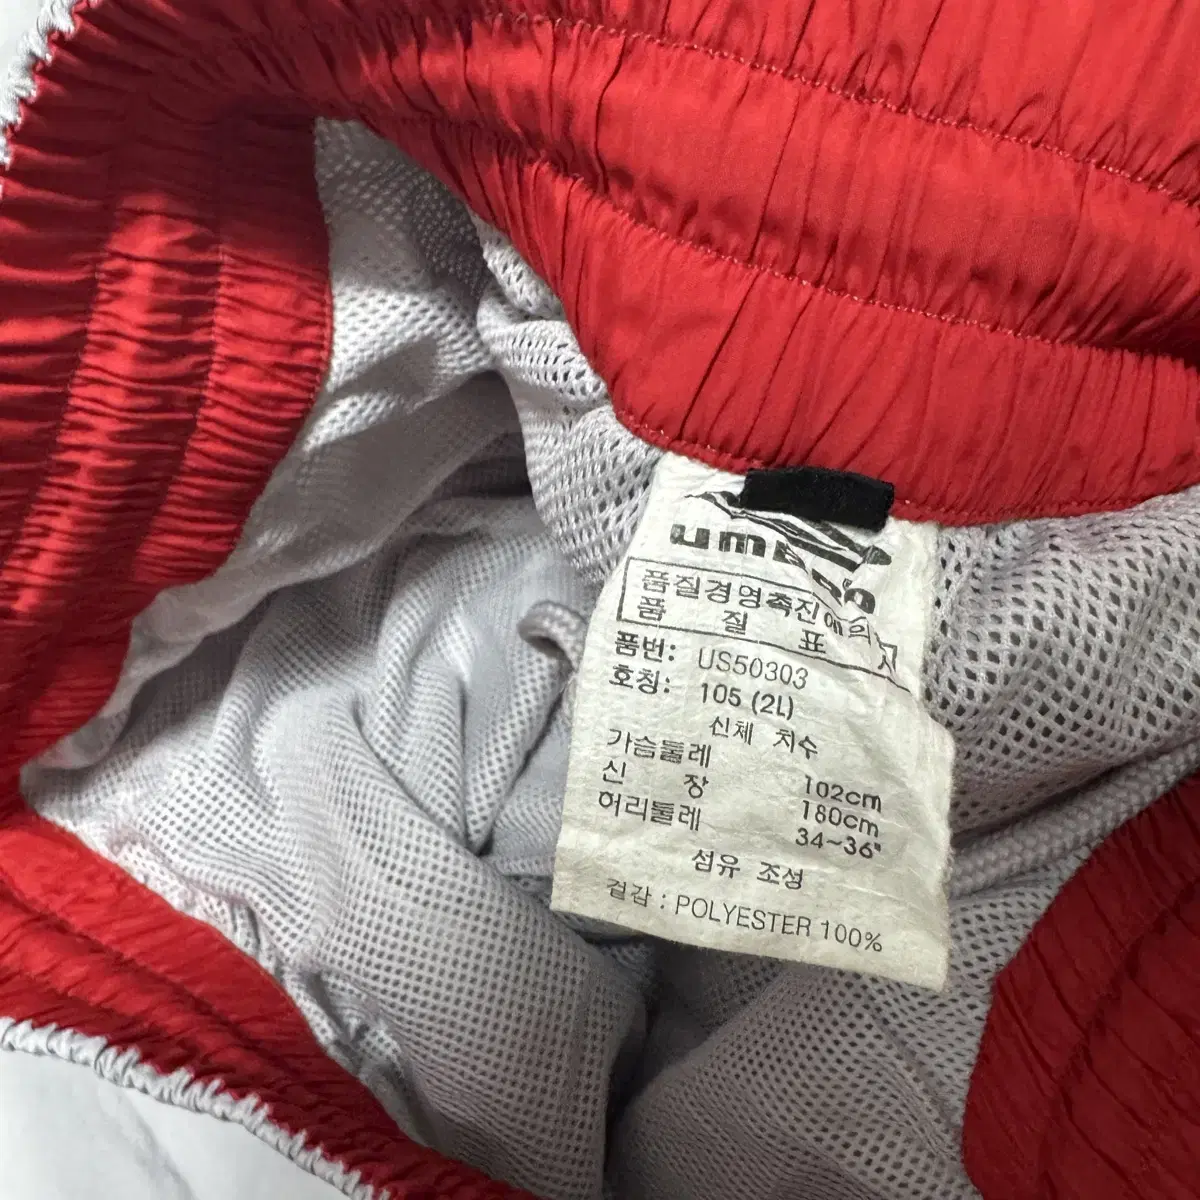 umbro
품질경영촉진에의
품 질 표
품번: US50303
호칭: 105 (2L)
신체 치수
가슴둘레 102cm
신 장 180cm
허리둘레 34~36"
섬유 조성
겉감 : POLYESTER 100%